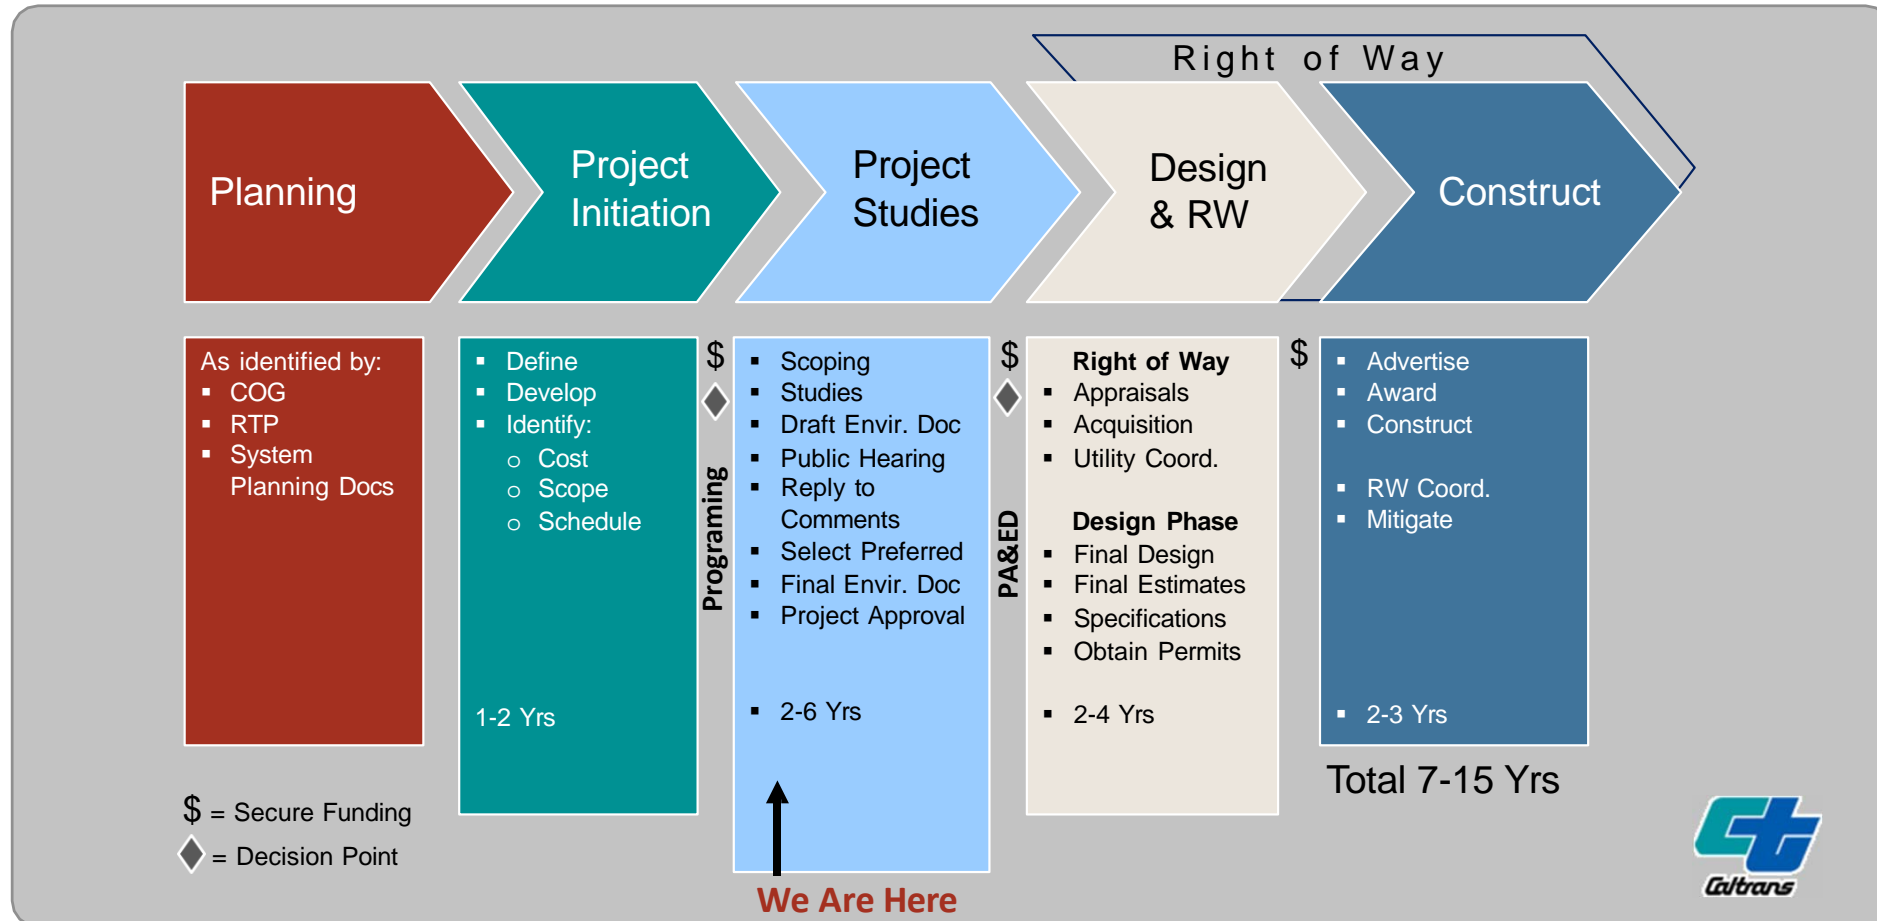 Right of Way
Planning
Project
Initiation
Project
Studies
Design
& RW
Construct
As identified by:
▪ COG
▪ RTP
▪ System
Planning Docs
▪ Define
▪ Develop
▪ Identify:
o Cost
o Scope
o Schedule
1-2 Yrs
$
Programing
▪ Scoping
▪ Studies
▪ Draft Envir. Doc
▪ Public Hearing
▪ Reply to
Comments
▪ Select Preferred
▪ Final Envir. Doc
▪ Project Approval
▪ 2-6 Yrs
$
PA&ED
Right of Way
▪ Appraisals
▪ Acquisition
▪ Utility Coord.
Design Phase
▪ Final Design
▪ Final Estimates
▪ Specifications
▪ Obtain Permits
▪ 2-4 Yrs
$
▪ Advertise
▪ Award
▪ Construct
▪ RW Coord.
▪ Mitigate
▪ 2-3 Yrs
Total 7-15 Yrs
$ = Secure Funding
= Decision Point
We Are Here
ct
Caltrans